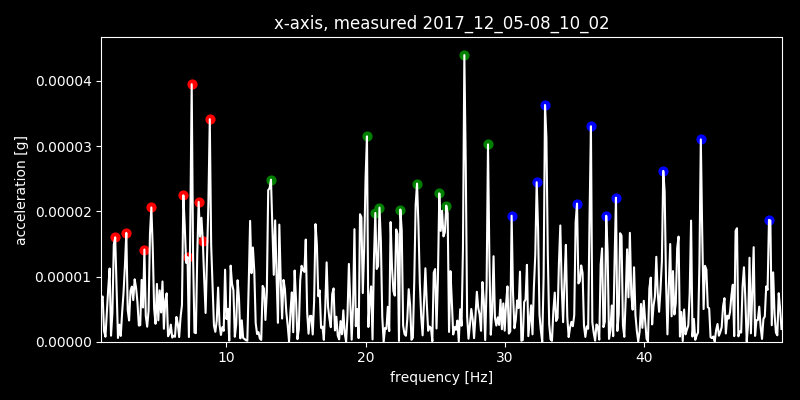 x-axis, measured 2017_12_05-08_10_02
acceleration [g]
0.00004
0.00003
0.00002
0.00001
0.00000
10 20 30 40
frequency [Hz]